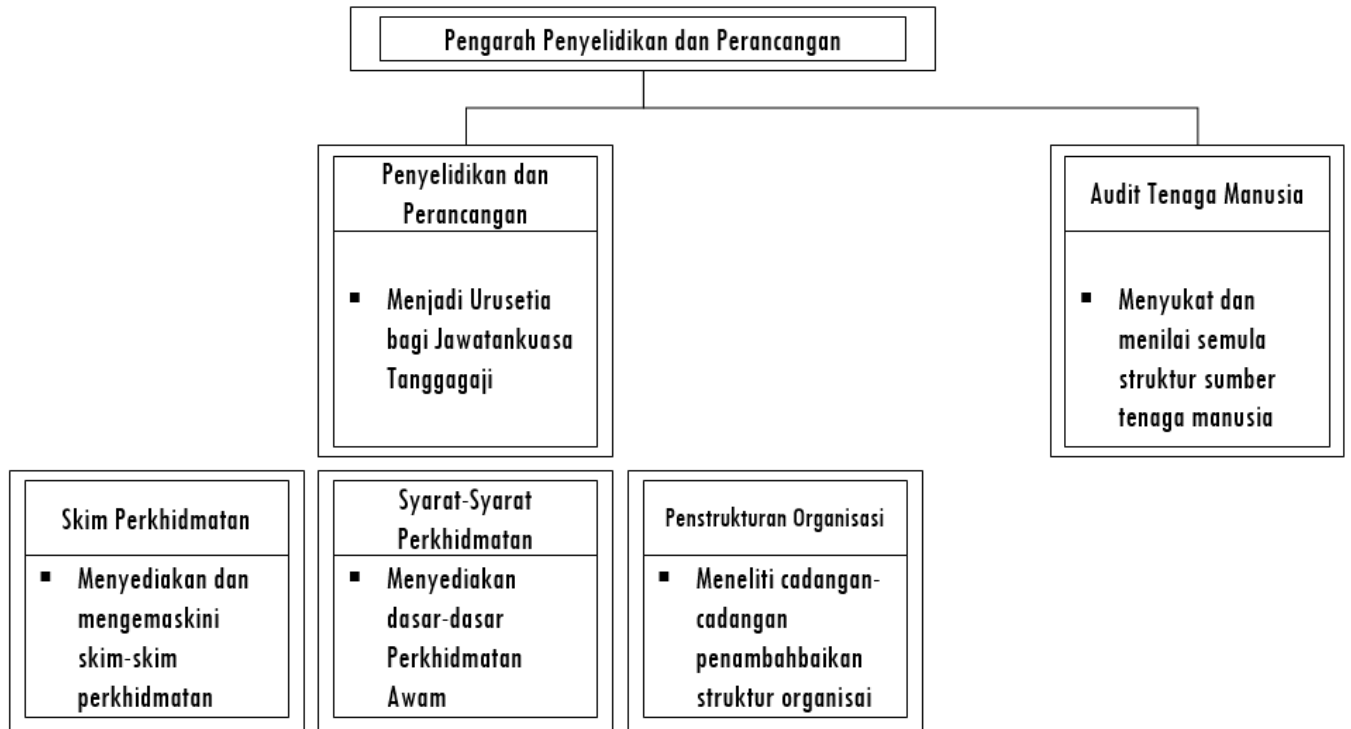 Pengarah Penyelidikan dan Perancangan
Penyelidikan dan
Perancangan
▪ Menjadi Urusetia
bagi Jawatankuasa
Tanggagaji
Audit Tenaga Manusia
▪ Menyukat dan
menilai semula
struktur sumber
tenaga manusia
Skim Perkhidmatan
▪ Menyediakan dan
mengemaskini
skim-skim
perkhidmatan
Syarat-Syarat
Perkhidmatan
▪ Menyediakan
dasar-dasar
Perkhidmatan
Awam
Penstrukturan Organisasi
▪ Meneliti cadangan-
cadangan
penambahbaikan
struktur organisai